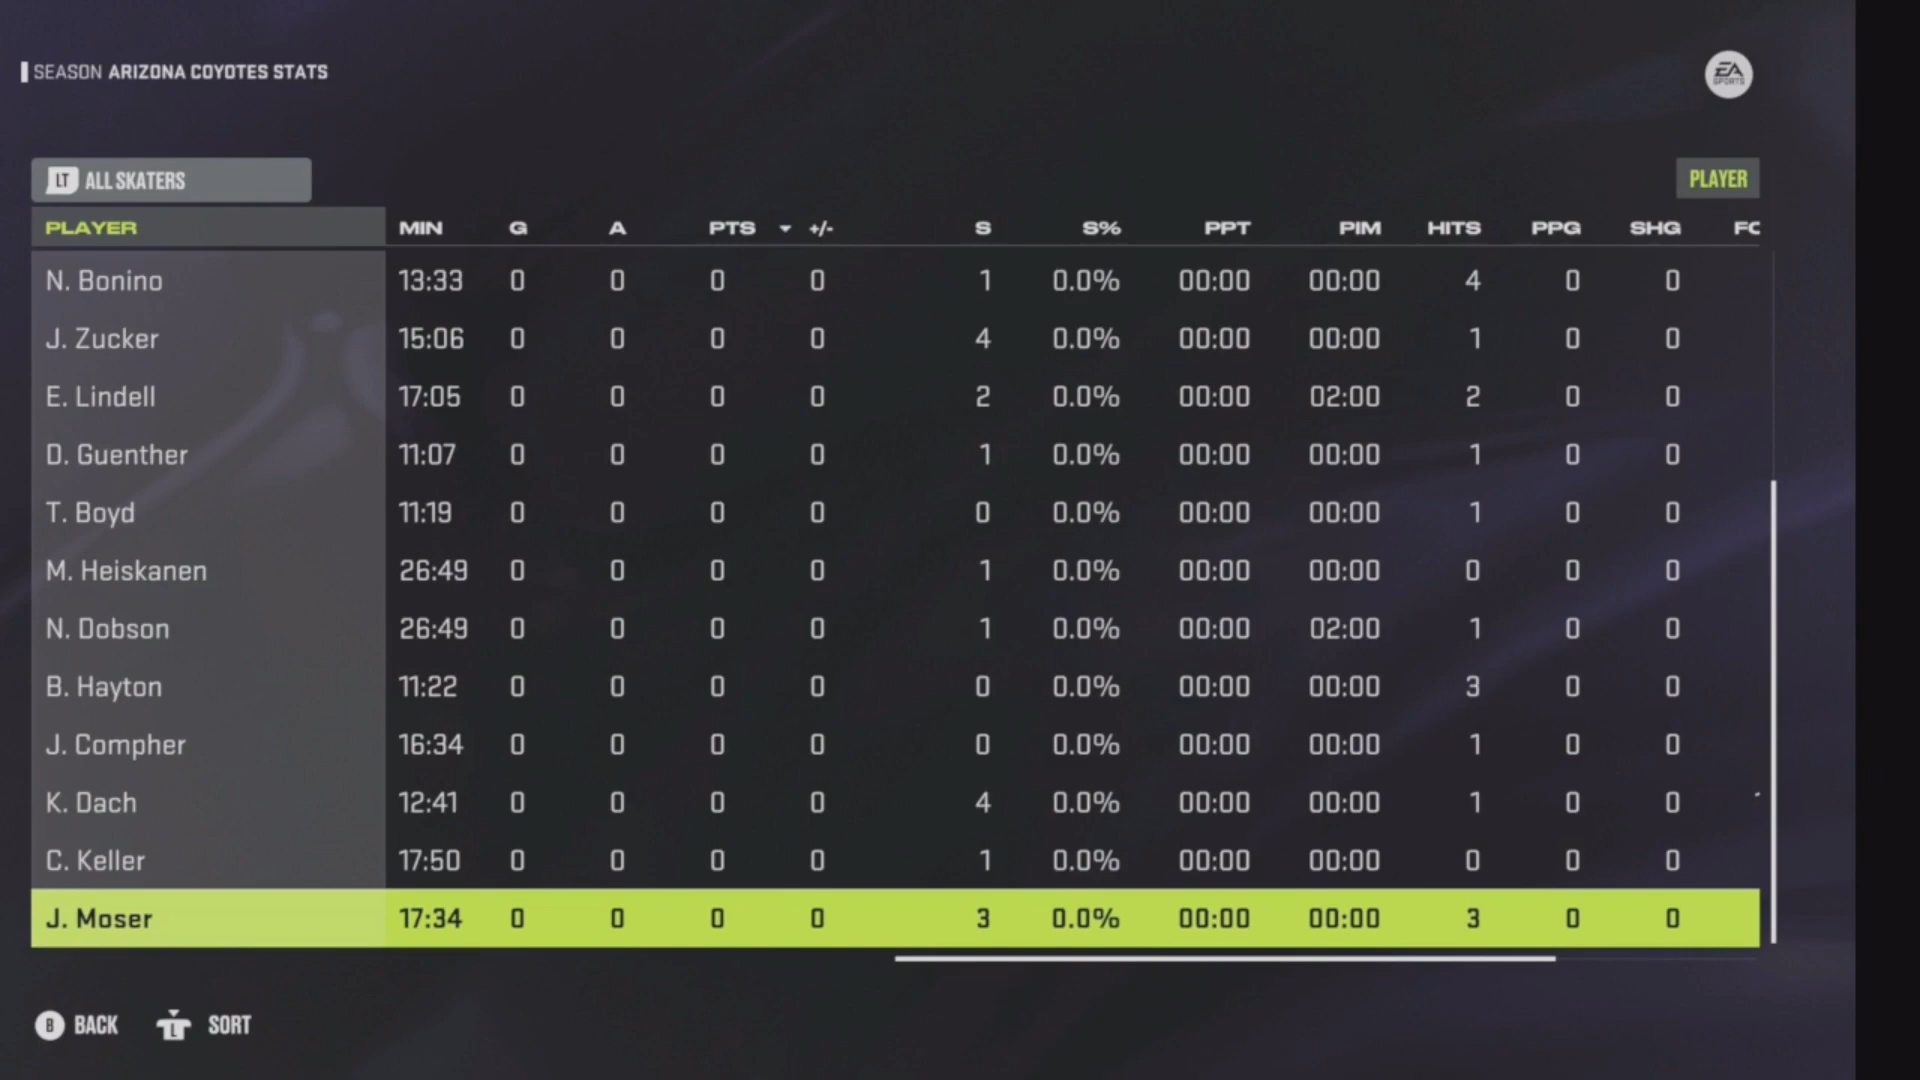 SEASON ARIZONA COYOTES STATS
EA SPORTS
LT ALL SKATERS
PLAYER
PLAYER MIN G A PTS +/- S S% PPT PIM HITS PPG SHG
N. Bonino 13:33 0 0 0 0 1 0.0% 00:00 00:00 4 0 0
J. Zucker 15:06 0 0 0 0 4 0.0% 00:00 00:00 1 0 0
E. Lindell 17:05 0 0 0 0 2 0.0% 00:00 02:00 2 0 0
D. Guenther 11:07 0 0 0 0 1 0.0% 00:00 00:00 1 0 0
T. Boyd 11:19 0 0 0 0 0 0.0% 00:00 00:00 1 0 0
M. Heiskanen 26:49 0 0 0 0 1 0.0% 00:00 00:00 0 0 0
N. Dobson 26:49 0 0 0 0 1 0.0% 00:00 02:00 1 0 0
B. Hayton 11:22 0 0 0 0 0 0.0% 00:00 00:00 3 0 0
J. Compher 16:34 0 0 0 0 0 0.0% 00:00 00:00 1 0 0
K. Dach 12:41 0 0 0 0 4 0.0% 00:00 00:00 1 0 0
C. Keller 17:50 0 0 0 0 1 0.0% 00:00 00:00 0 0 0
J. Moser 17:34 0 0 0 0 3 0.0% 00:00 00:00 3 0 0
B BACK L SORT